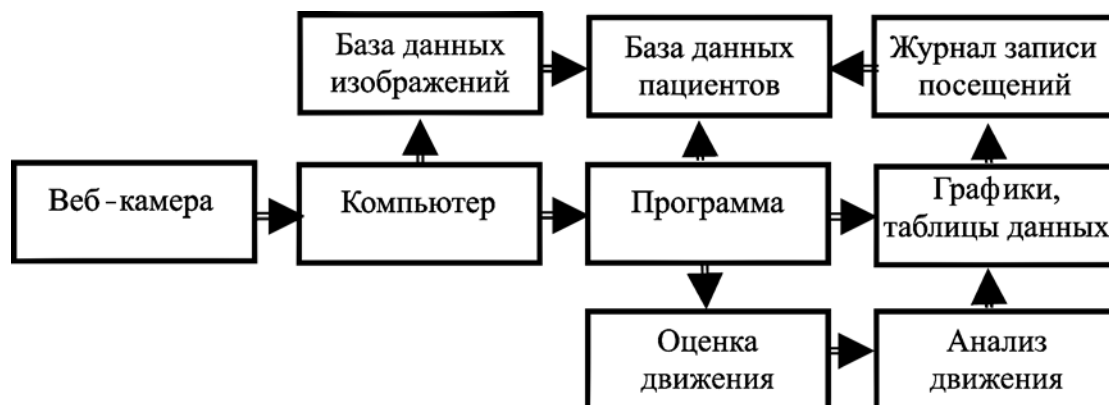 База данных
изображений
База данных
пациентов
Журнал записи
посещений
Веб-камера
Компьютер
Программа
Графики,
таблицы данных
Оценка
движения
Анализ
движения